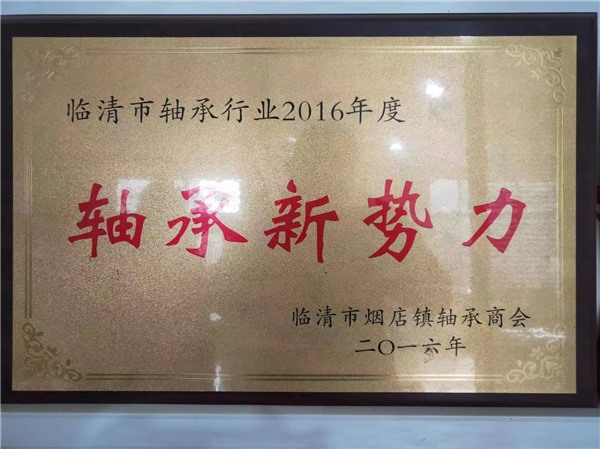 临清市轴承行业2016年度
轴承新势力
临清市烟店镇轴承商会
二〇一六年